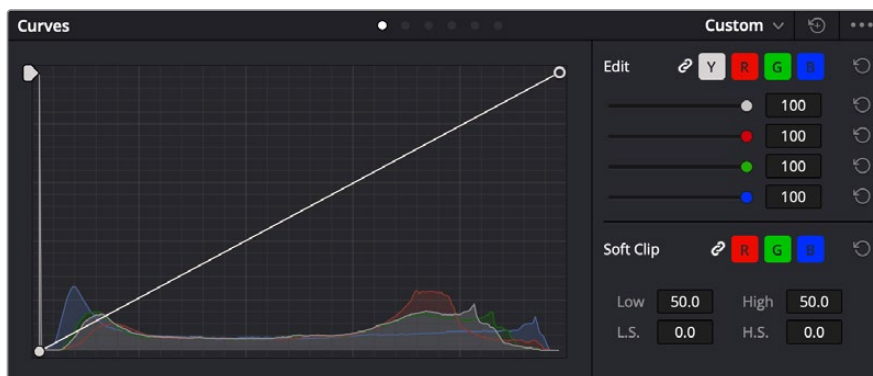 Curves Custom
Edit Y R G B
100
100
100
100
Soft Clip R G B
Low 50.0 High 50.0
L.S. 0.0 H.S. 0.0